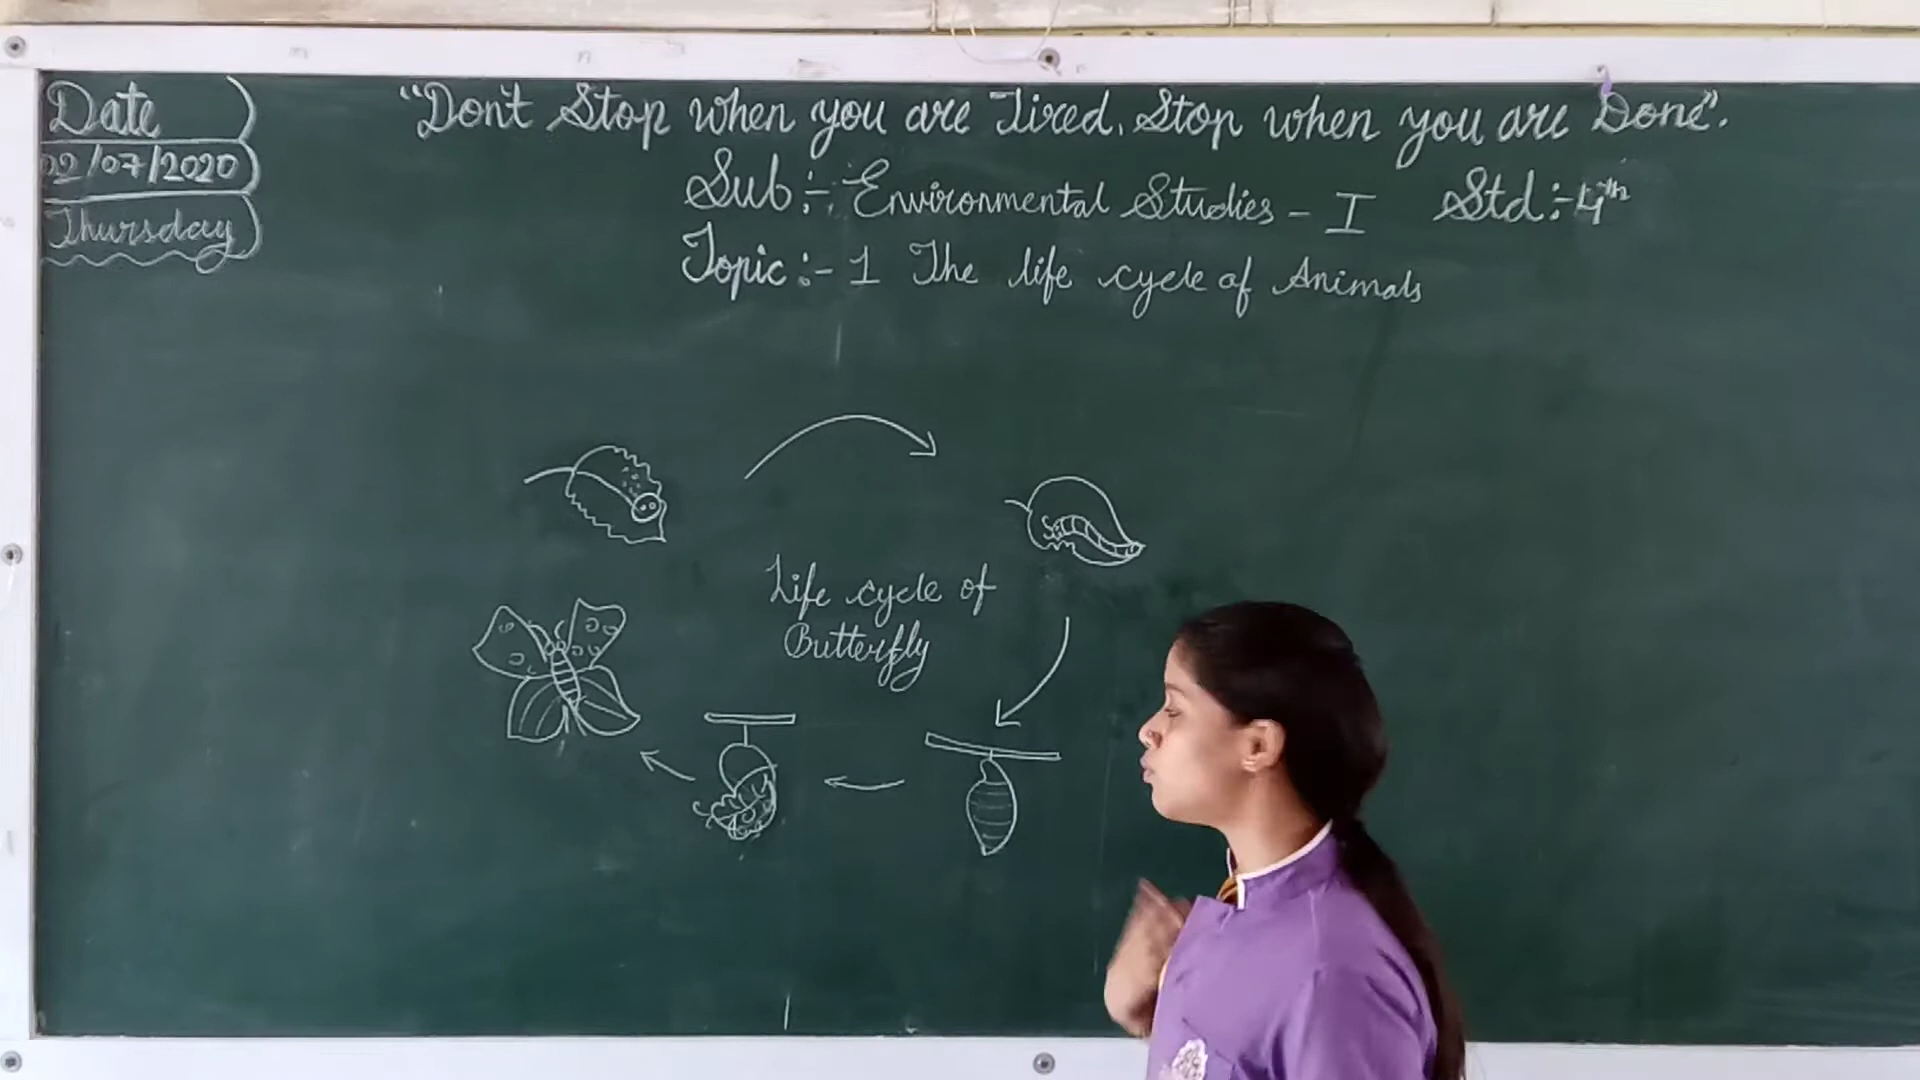 Date
02/07/2020
Thursday
"Don't Stop when you are Tired, Stop when you are Done".
Sub :- Environmental Studies - I Std :- 4th
Topic :- 1 The life cycle of Animals
Life cycle of
Butterfly